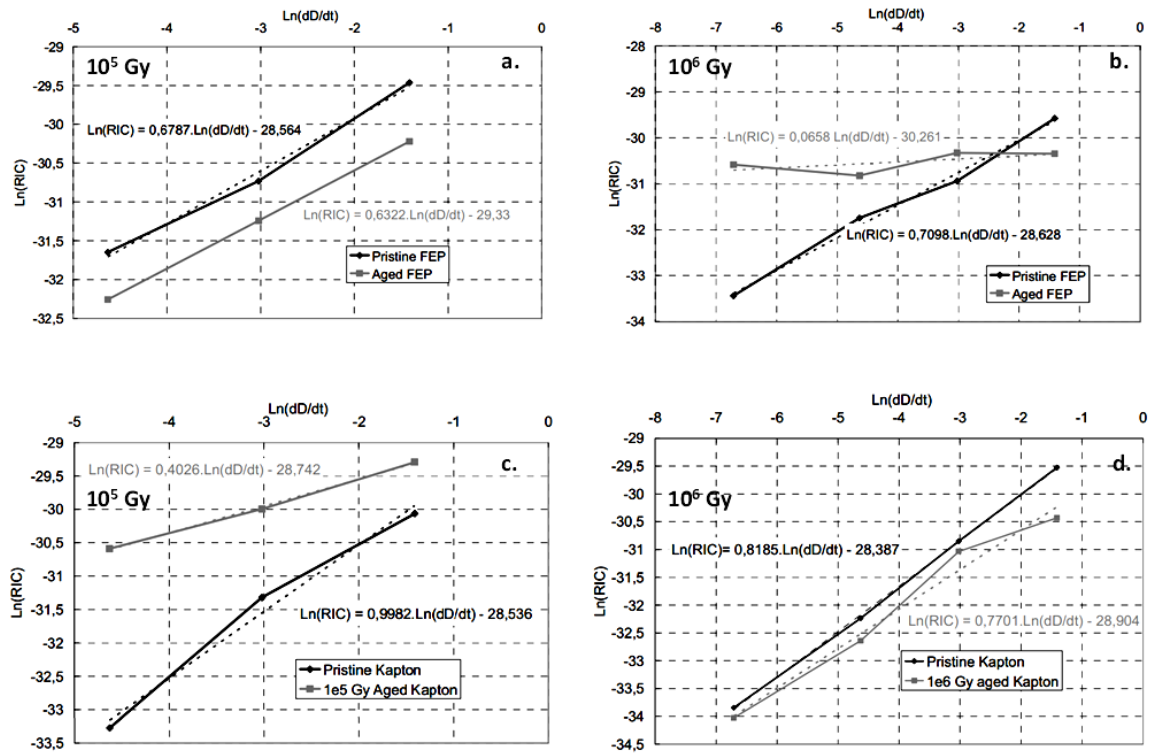 Ln(dD/dt)
-5 -4 -3 -2 -1 0
-29
-29,5
-30
-30,5
-31
-31,5
-32
-32,5
Ln(RIC)
10⁵ Gy
a.
Ln(RIC) = 0,6787.Ln(dD/dt) - 28,564
Ln(RIC) = 0,6322.Ln(dD/dt) - 29,33
Pristine FEP
Aged FEP
Ln(dD/dt)
-8 -7 -6 -5 -4 -3 -2 -1 0
-28
-29
-30
-31
-32
-33
-34
Ln(RIC)
10⁶ Gy
b.
Ln(RIC) = 0,0658 Ln(dD/dt) - 30,261
Ln(RIC) = 0,7098.Ln(dD/dt) - 28,628
Pristine FEP
Aged FEP
Ln(dD/dt)
-5 -4 -3 -2 -1 0
-29
-29,5
-30
-30,5
-31
-31,5
-32
-32,5
-33
-33,5
Ln(RIC)
c.
Ln(RIC) = 0,4026.Ln(dD/dt) - 28,742
10⁵ Gy
Ln(RIC) = 0,9982.Ln(dD/dt) - 28,536
Pristine Kapton
1e5 Gy Aged Kapton
Ln(dD/dt)
-8 -7 -6 -5 -4 -3 -2 -1 0
-29
-29,5
-30
-30,5
-31
-31,5
-32
-32,5
-33
-33,5
-34
-34,5
Ln(RIC)
d.
10⁶ Gy
Ln(RIC)= 0,8185.Ln(dD/dt) - 28,387
Ln(RIC) = 0,7701.Ln(dD/dt) - 28,904
Pristine Kapton
1e6 Gy aged Kapton